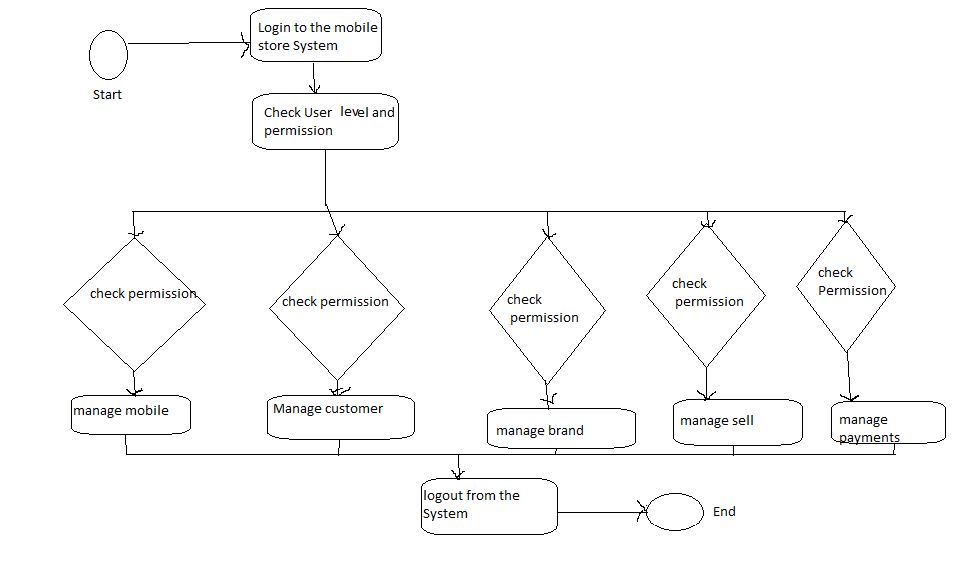 Login to the mobile
store System
Start
Check User level and
permission
check permission
check permission
check
permission
check
permission
check
Permission
manage mobile
Manage customer
manage brand
manage sell
manage
payments
logout from the
System
End